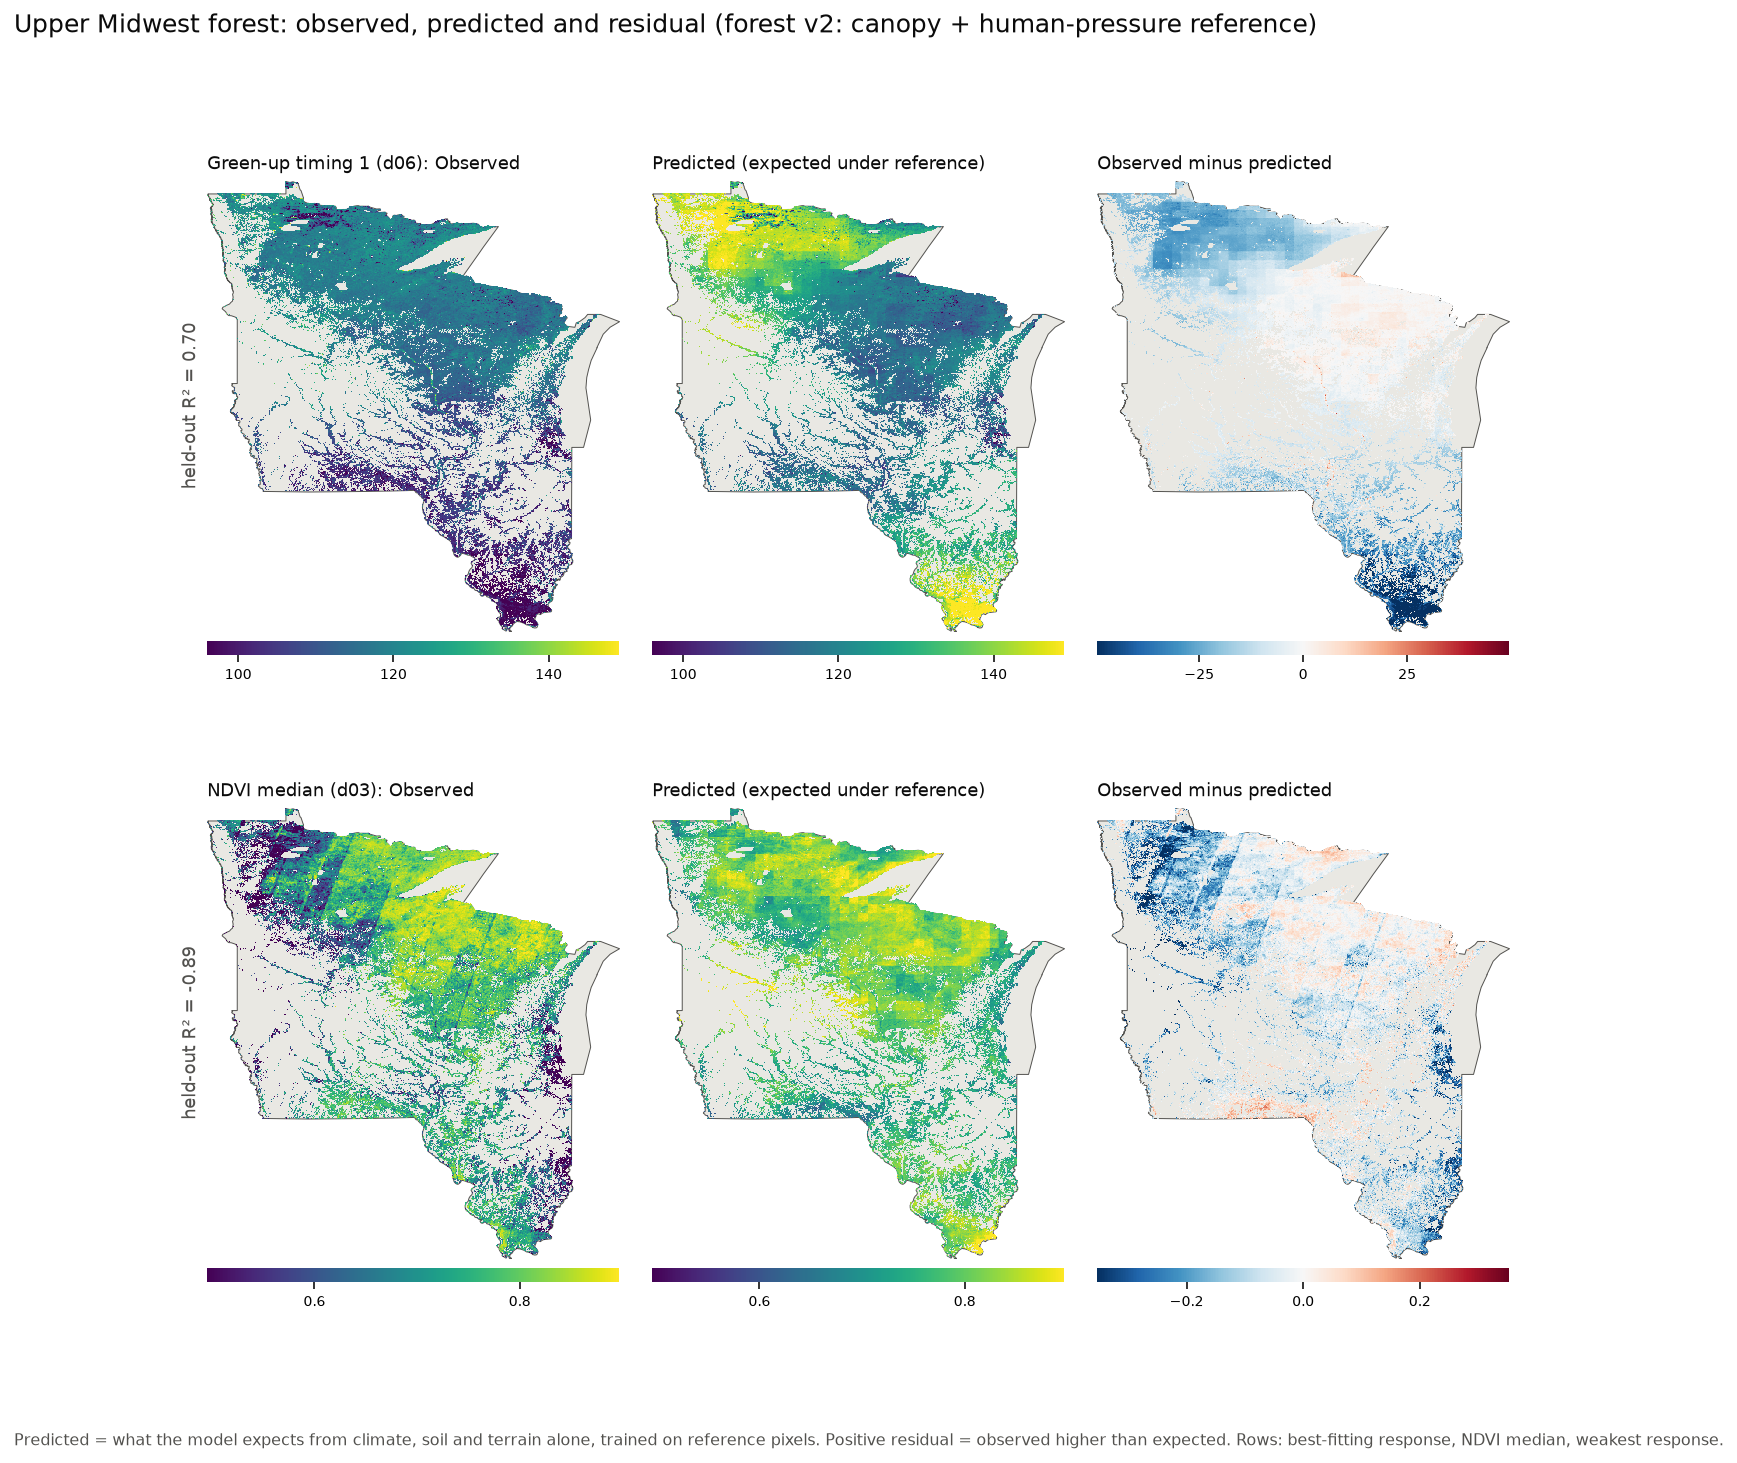 Upper Midwest forest: observed, predicted and residual (forest v2: canopy + human-pressure reference)
Green-up timing 1 (d06): Observed
Predicted (expected under reference)
Observed minus predicted
held-out R² = 0.70
100 120 140
100 120 140
−25 0 25
NDVI median (d03): Observed
Predicted (expected under reference)
Observed minus predicted
held-out R² = -0.89
0.6 0.8
0.6 0.8
−0.2 0.0 0.2
Predicted = what the model expects from climate, soil and terrain alone, trained on reference pixels. Positive residual = observed higher than expected. Rows: best-fitting response, NDVI median, weakest response.